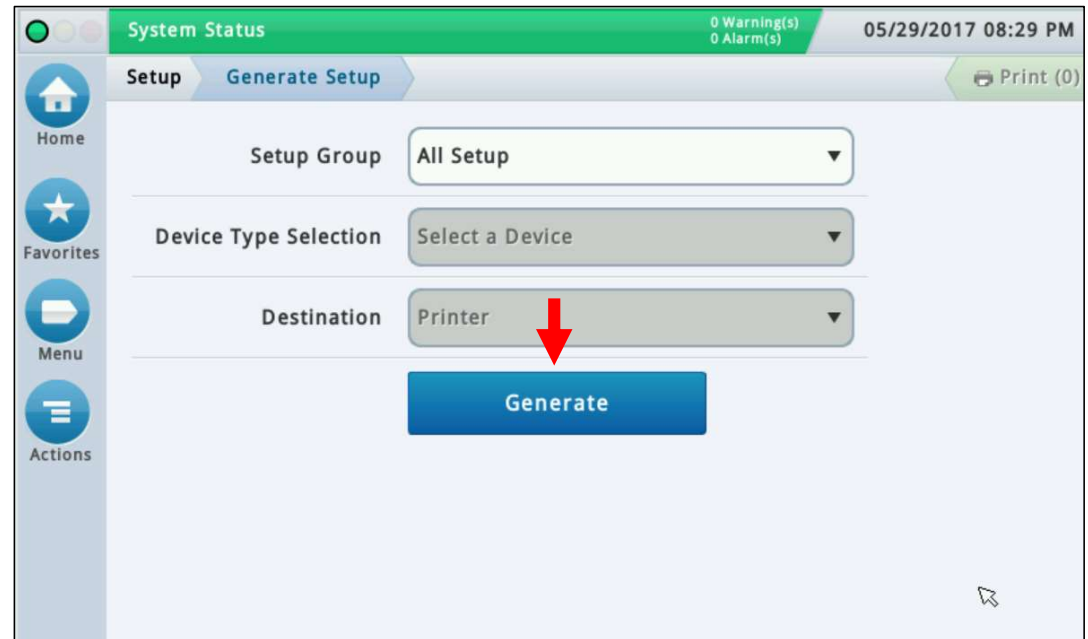 System Status
0 Warning(s)
0 Alarm(s)
05/29/2017 08:29 PM
Setup
Generate Setup
Print (0)
Home
Setup Group
All Setup
Favorites
Device Type Selection
Select a Device
Destination
Printer
Menu
Generate
Actions